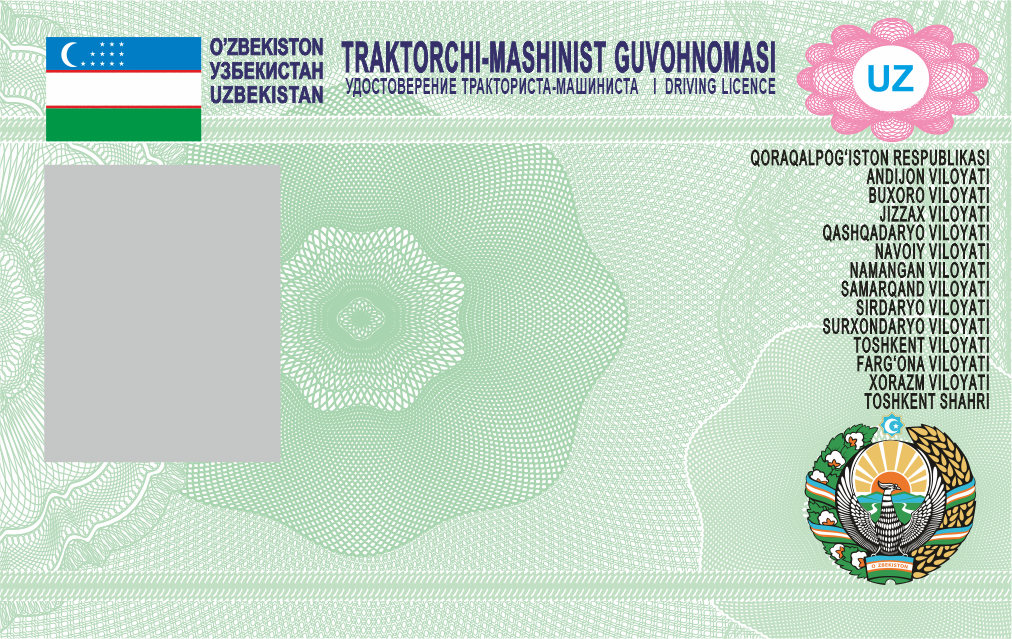 O'ZBEKISTON
УЗБЕКИСТАН
UZBEKISTAN
TRAKTORCHI-MASHINIST GUVOHNOMASI
УДОСТОВЕРЕНИЕ ТРАКТОРИСТА-МАШИНИСТА I DRIVING LICENCE
UZ
QORAQALPOG‘ISTON RESPUBLIKASI
ANDIJON VILOYATI
BUXORO VILOYATI
JIZZAX VILOYATI
QASHQADARYO VILOYATI
NAVOIY VILOYATI
NAMANGAN VILOYATI
SAMARQAND VILOYATI
SIRDARYO VILOYATI
SURXONDARYO VILOYATI
TOSHKENT VILOYATI
FARG‘ONA VILOYATI
XORAZM VILOYATI
TOSHKENT SHAHRI
O‘ZBEKISTON